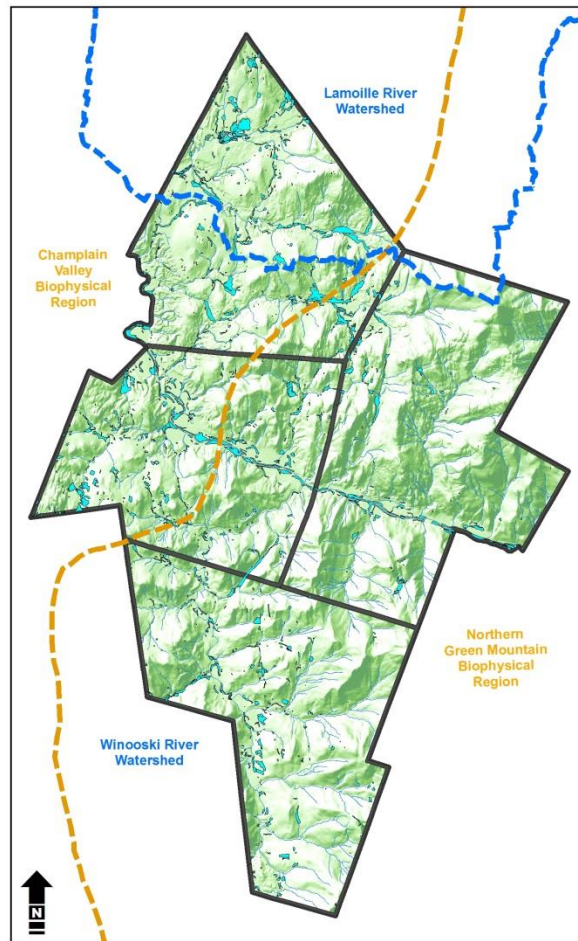 Lamoille River
Watershed
Champlain
Valley
Biophysical
Region
Northern
Green Mountain
Biophysical
Region
Winooski River
Watershed
N